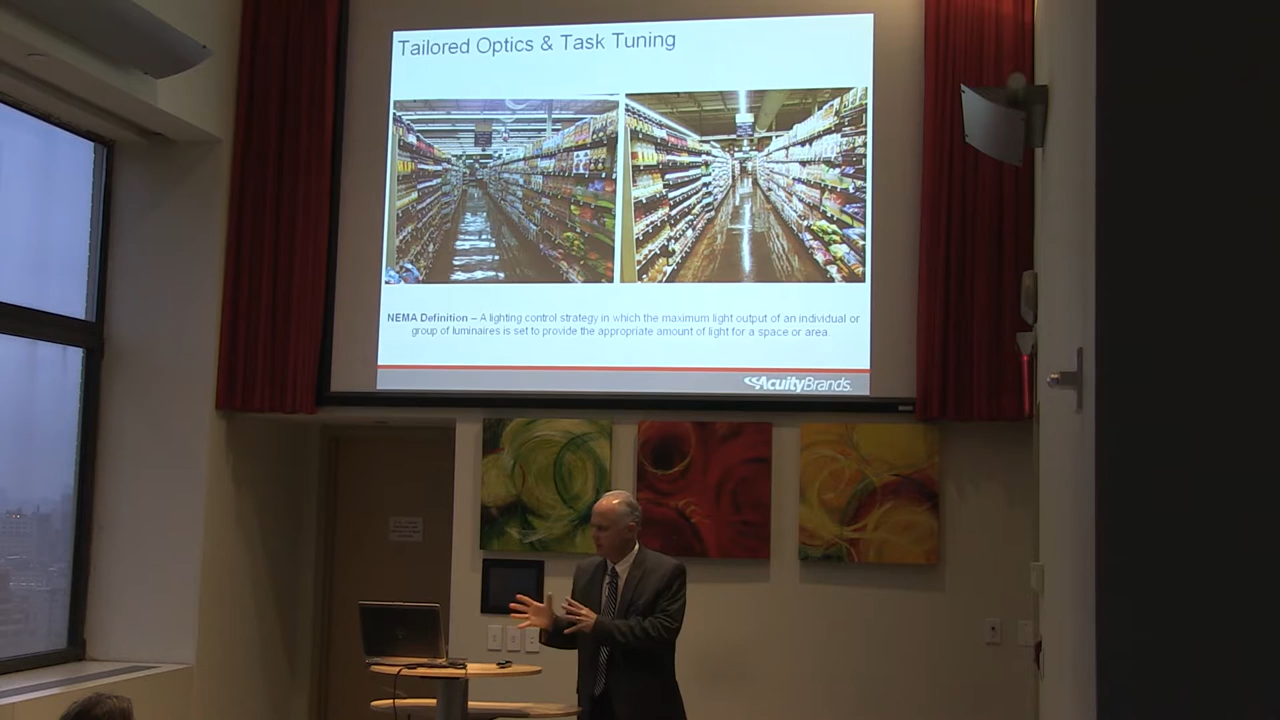 Tailored Optics & Task Tuning
NEMA Definition – A lighting control strategy in which the maximum light output of an individual or
group of luminaires is set to provide the appropriate amount of light for a space or area.
AcuityBrands.